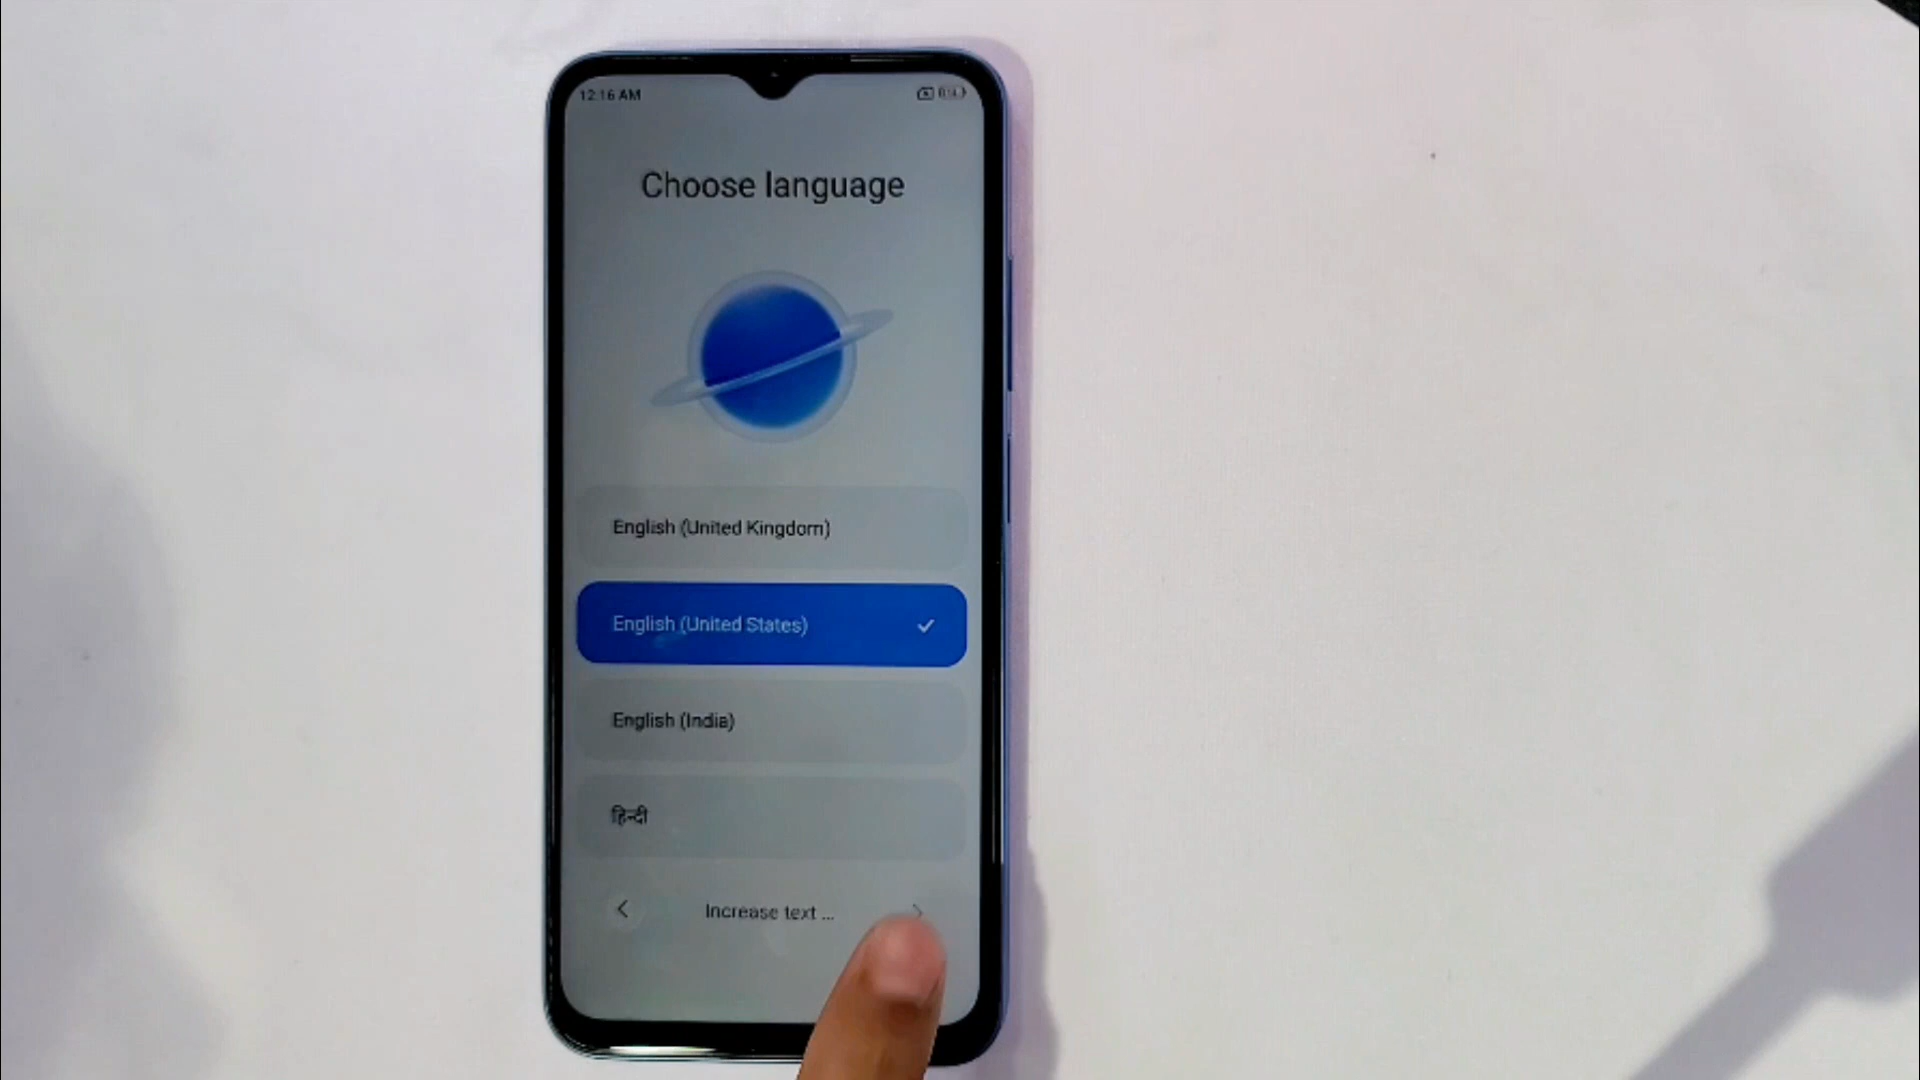 12:16 AM
Choose language
English (United Kingdom)
English (United States)
English (India)
हिन्दी
Increase text ...